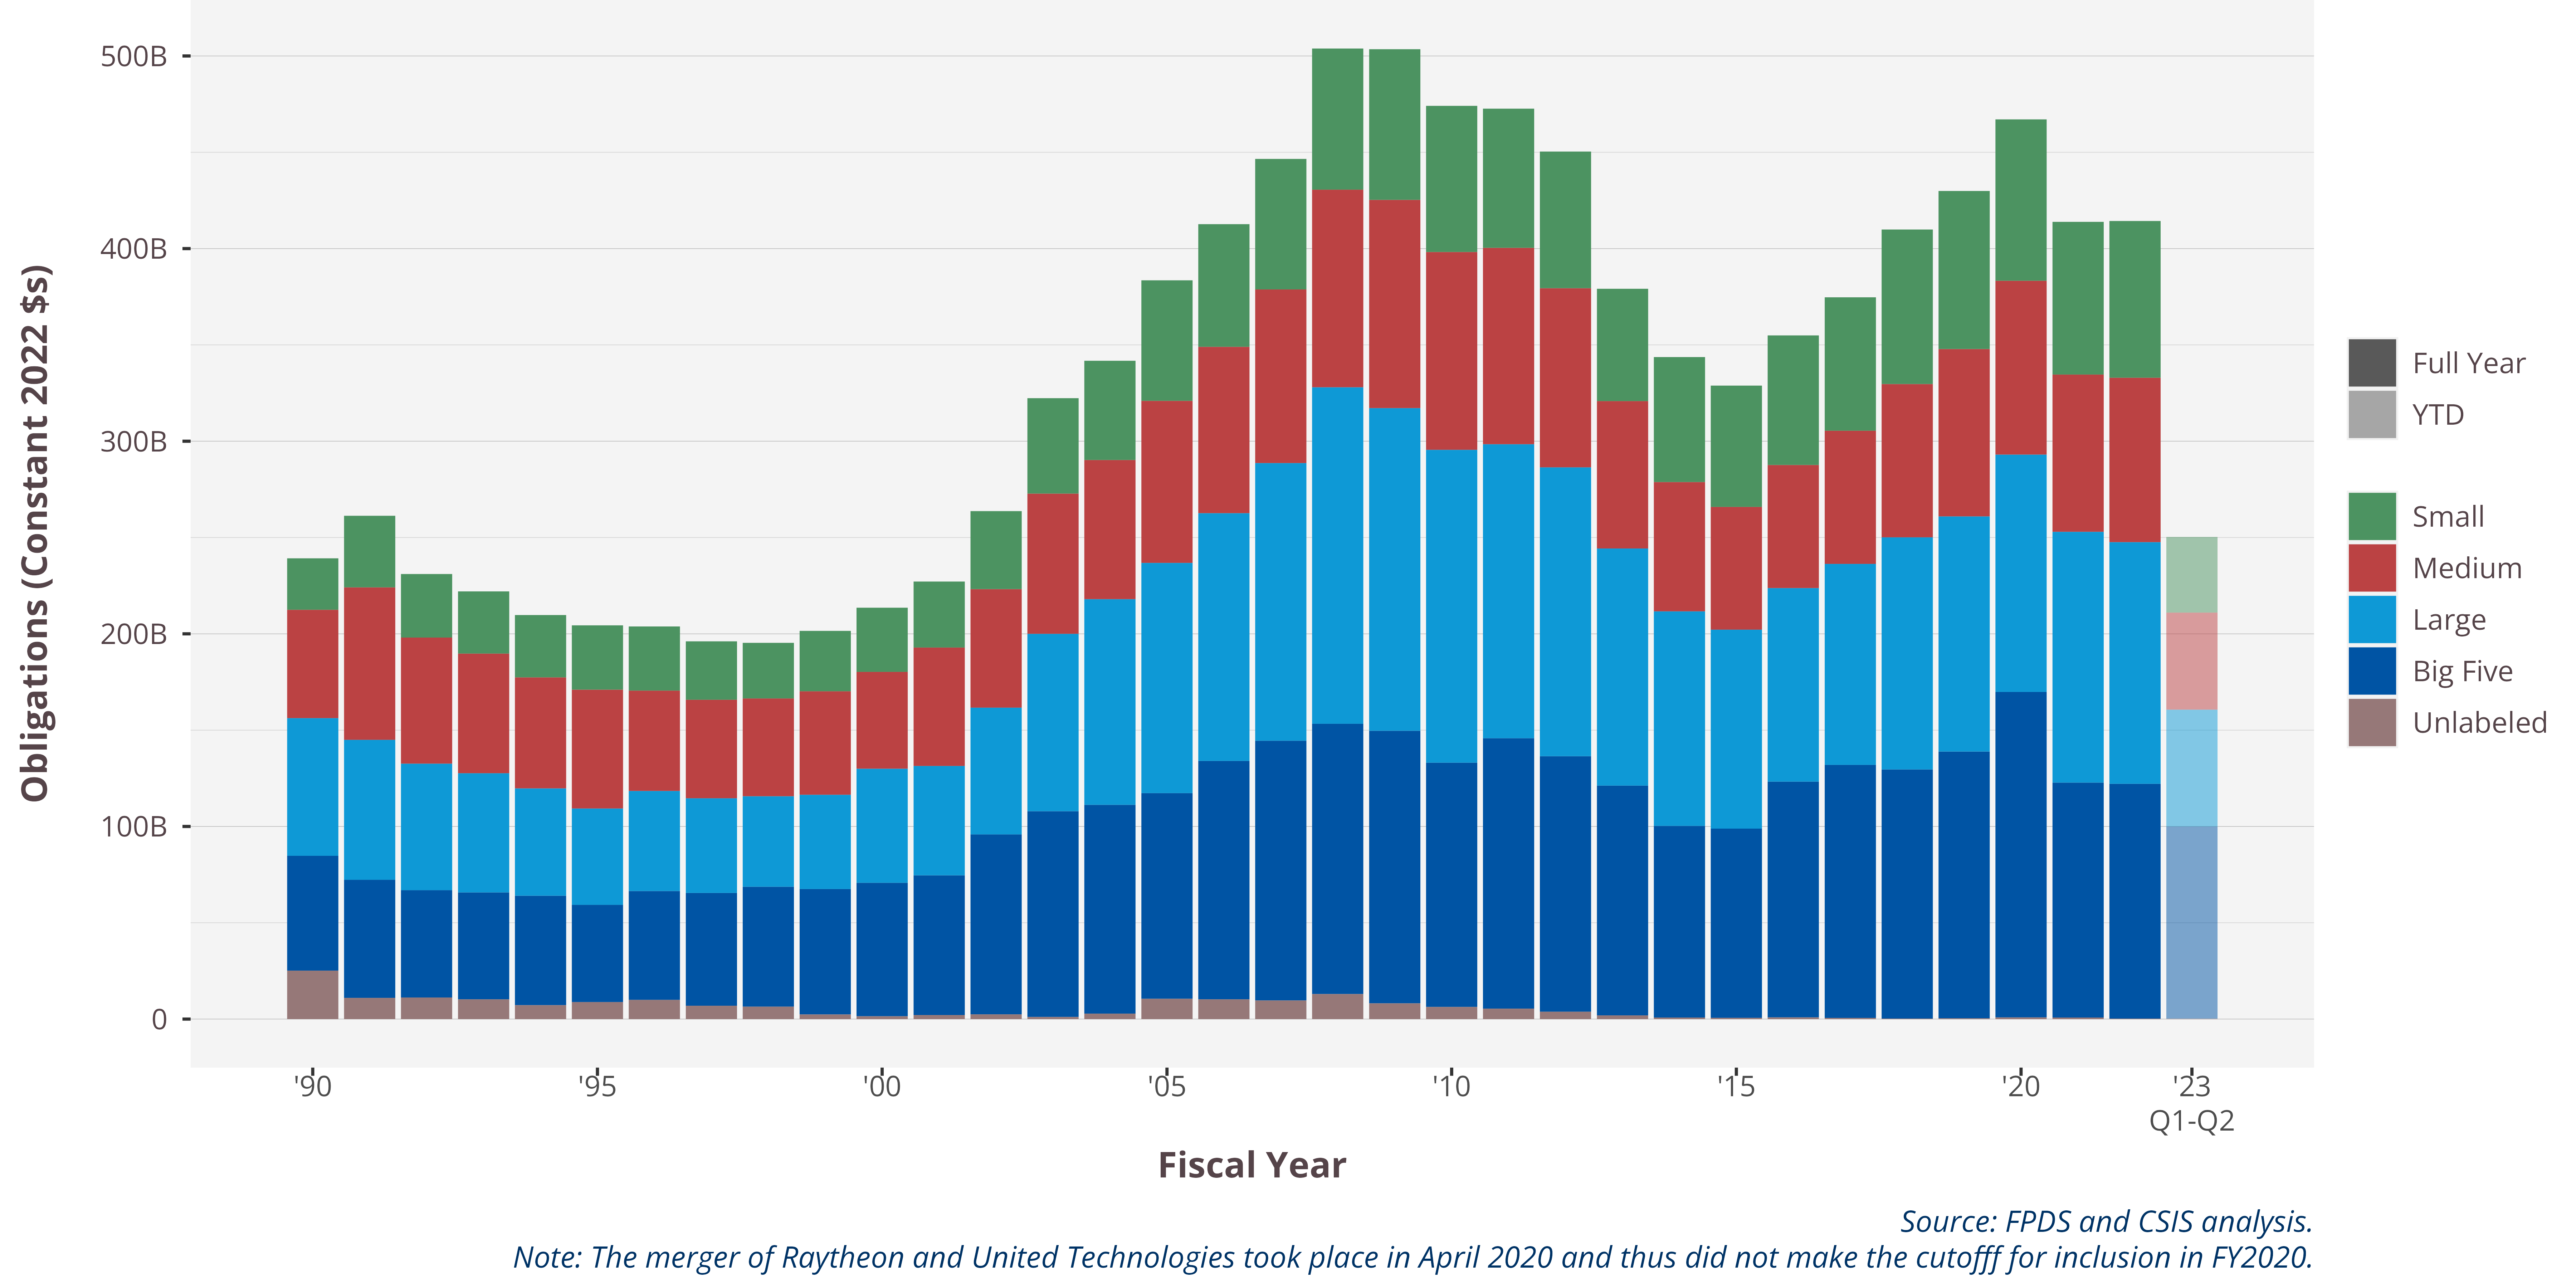 Obligations (Constant 2022 $s)
500B
400B
300B
200B
100B
0
'90
'95
'00
'05
'10
'15
'20
'23
Q1-Q2
Fiscal Year
Full Year
YTD
Small
Medium
Large
Big Five
Unlabeled
Source: FPDS and CSIS analysis.
Note: The merger of Raytheon and United Technologies took place in April 2020 and thus did not make the cutofff for inclusion in FY2020.